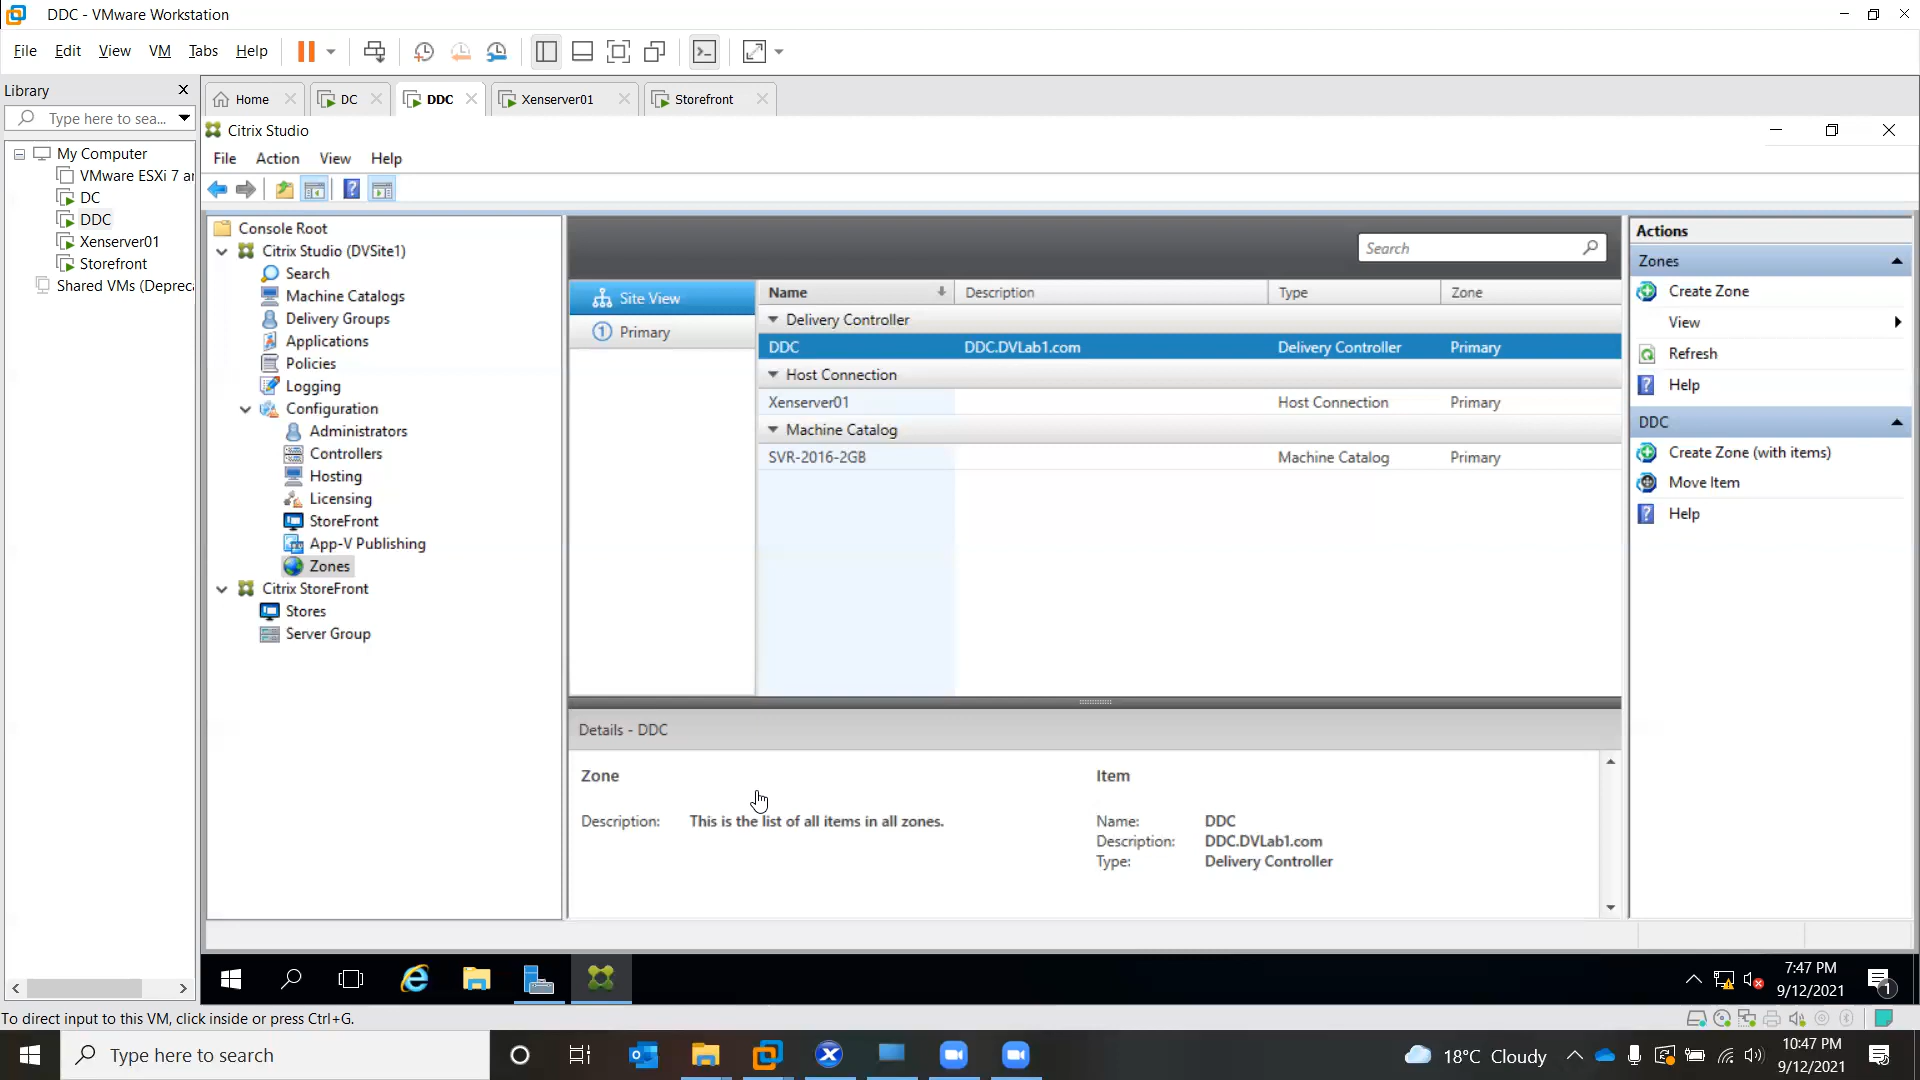 DDC - VMware Workstation
File Edit View VM Tabs Help
Library
Type here to sea...
My Computer
VMware ESXi 7 ar
DC
DDC
Xenserver01
Storefront
Shared VMs (Depreca
Home
DC
DDC
Xenserver01
Storefront
Citrix Studio
File Action View Help
Console Root
Citrix Studio (DVSite1)
Search
Machine Catalogs
Delivery Groups
Applications
Policies
Logging
Configuration
Administrators
Controllers
Hosting
Licensing
StoreFront
App-V Publishing
Zones
Citrix StoreFront
Stores
Server Group
Search
Site View
1 Primary
Name Description Type Zone
Delivery Controller
DDC DDC.DVLab1.com Delivery Controller Primary
Host Connection
Xenserver01 Host Connection Primary
Machine Catalog
SVR-2016-2GB Machine Catalog Primary
Details - DDC
Zone
Description: This is the list of all items in all zones.
Item
Name: DDC
Description: DDC.DVLab1.com
Type: Delivery Controller
Actions
Zones
Create Zone
View
Refresh
Help
DDC
Create Zone (with items)
Move Item
Help
7:47 PM
9/12/2021
1
To direct input to this VM, click inside or press Ctrl+G.
Type here to search
18°C Cloudy
10:47 PM
9/12/2021